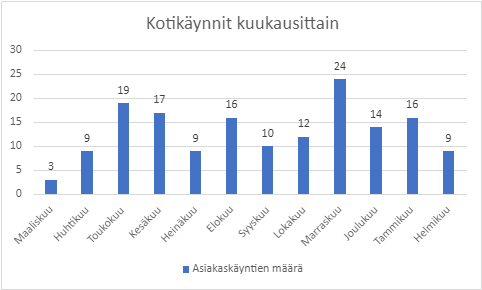 Kotikäynnit kuukausittain
30
25
20
15
10
5
0
3
9
19
17
9
16
10
12
24
14
16
9
Maaliskuu
Huhtikuu
Toukokuu
Kesäkuu
Heinäkuu
Elokuu
Syyskuu
Lokakuu
Marraskuu
Joulukuu
Tammikuu
Helmikuu
Asiakaskäyntien määrä